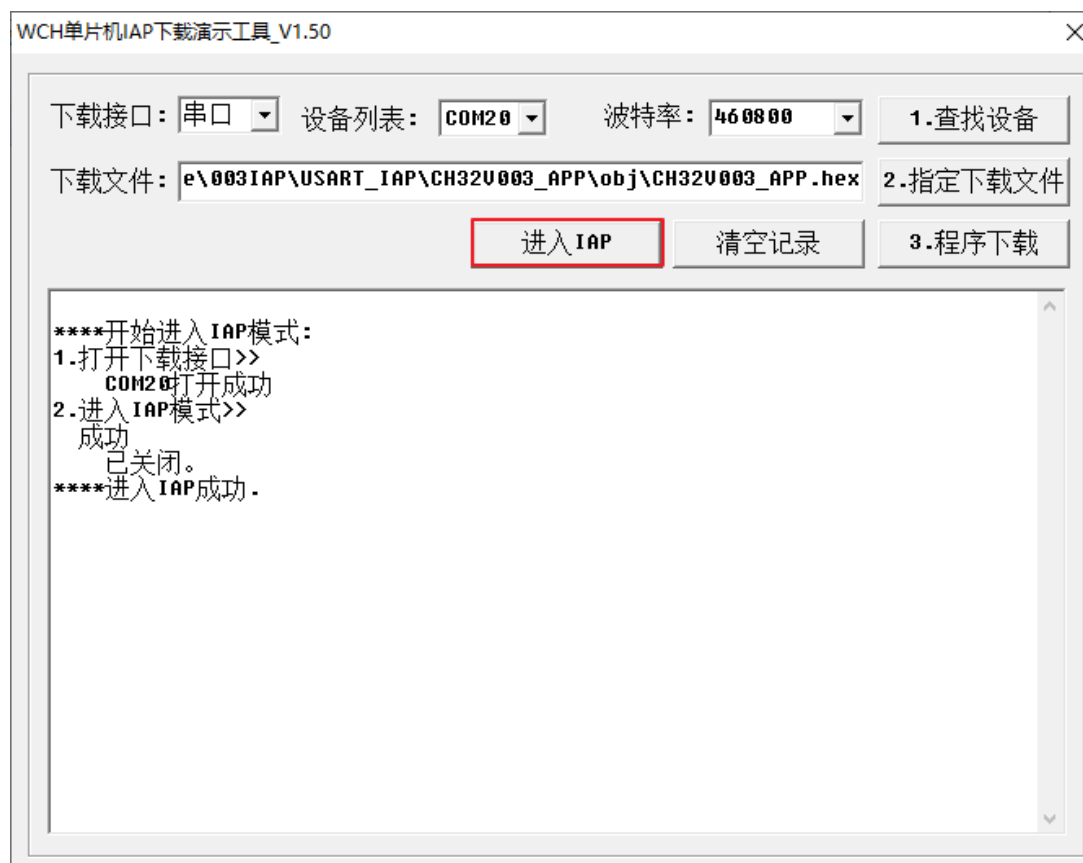 WCH单片机IAP下载演示工具_V1.50
下载接口: 串口 设备列表: COM20 波特率: 460800 1.查找设备
下载文件: e\003IAP\USART_IAP\CH32V003_APP\obj\CH32V003_APP.hex 2.指定下载文件
进入IAP 清空记录 3.程序下载
****开始进入IAP模式:
1.打开下载接口>>
COM20打开成功
2.进入IAP模式>>
成功
已关闭。
****进入IAP成功.